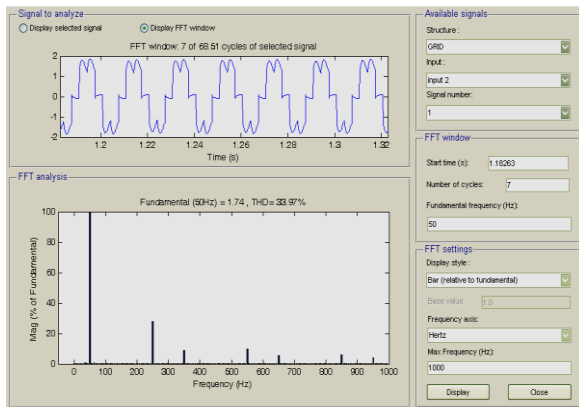 Signal to analyze
Display selected signal
Display FFT window
FFT window: 7 of 68.51 cycles of selected signal
2
1
0
-1
-2
1.2
1.22
1.24
1.26
1.28
1.3
1.32
Time (s)
FFT analysis
Fundamental (50Hz) = 1.74 , THD= 33.97%
Mag (% of Fundamental)
100
80
60
40
20
0
0
100
200
300
400
500
600
700
800
900
1000
Frequency (Hz)
Available signals
Structure :
GRID
Input :
input 2
Signal number:
1
FFT window
Start time (s):
1.18263
Number of cycles:
7
Fundamental frequency (Hz):
50
FFT settings
Display style :
Bar (relative to fundamental)
Base value:
1.0
Frequency axis:
Hertz
Max Frequency (Hz):
1000
Display
Close